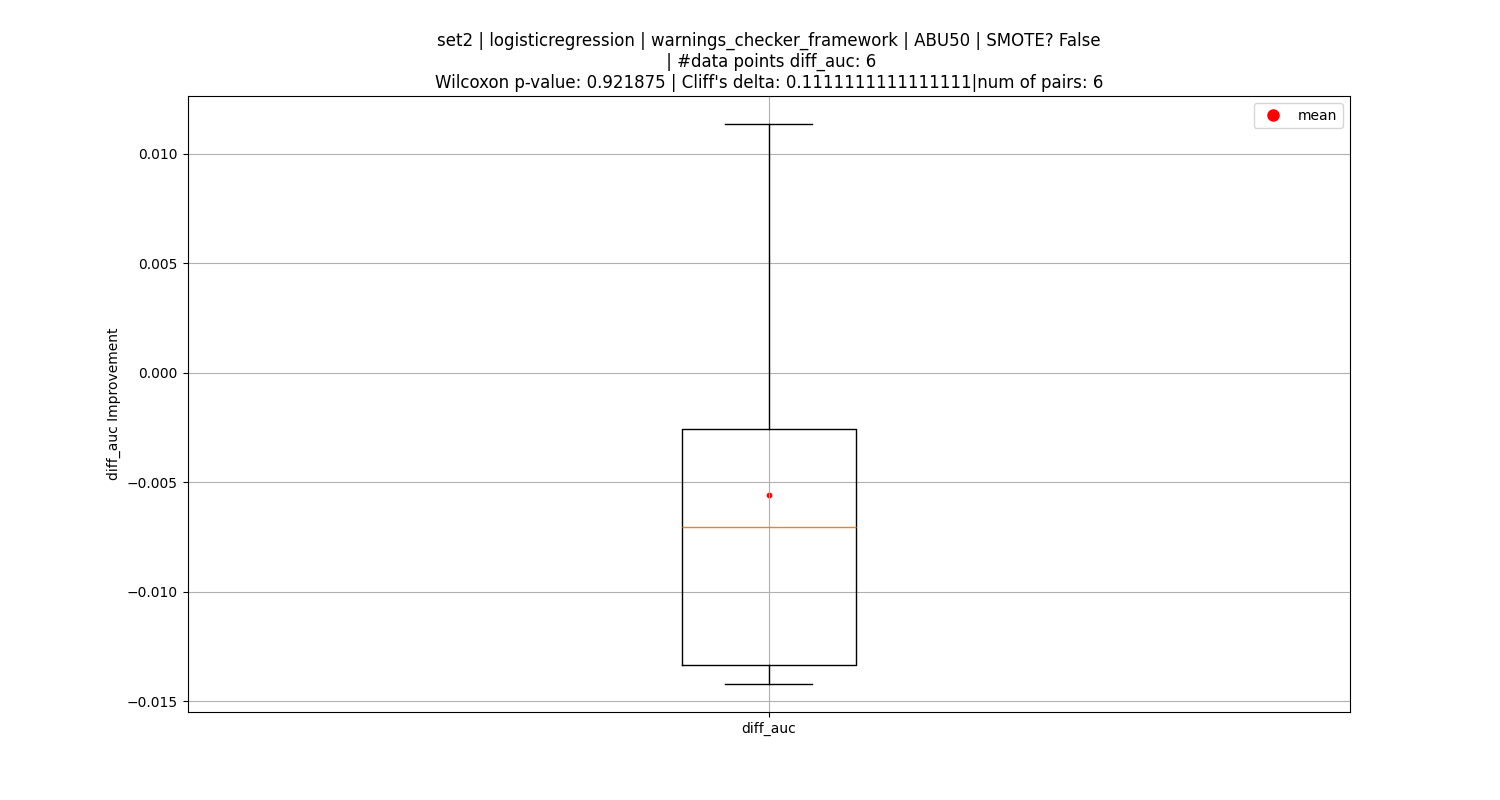 set2 | logisticregression | warnings_checker_framework | ABU50 | SMOTE? False
| #data points diff_auc: 6
Wilcoxon p-value: 0.921875 | Cliff's delta: 0.1111111111111111|num of pairs: 6
mean
0.010
0.005
0.000
−0.005
−0.010
−0.015
diff_auc Improvement
diff_auc